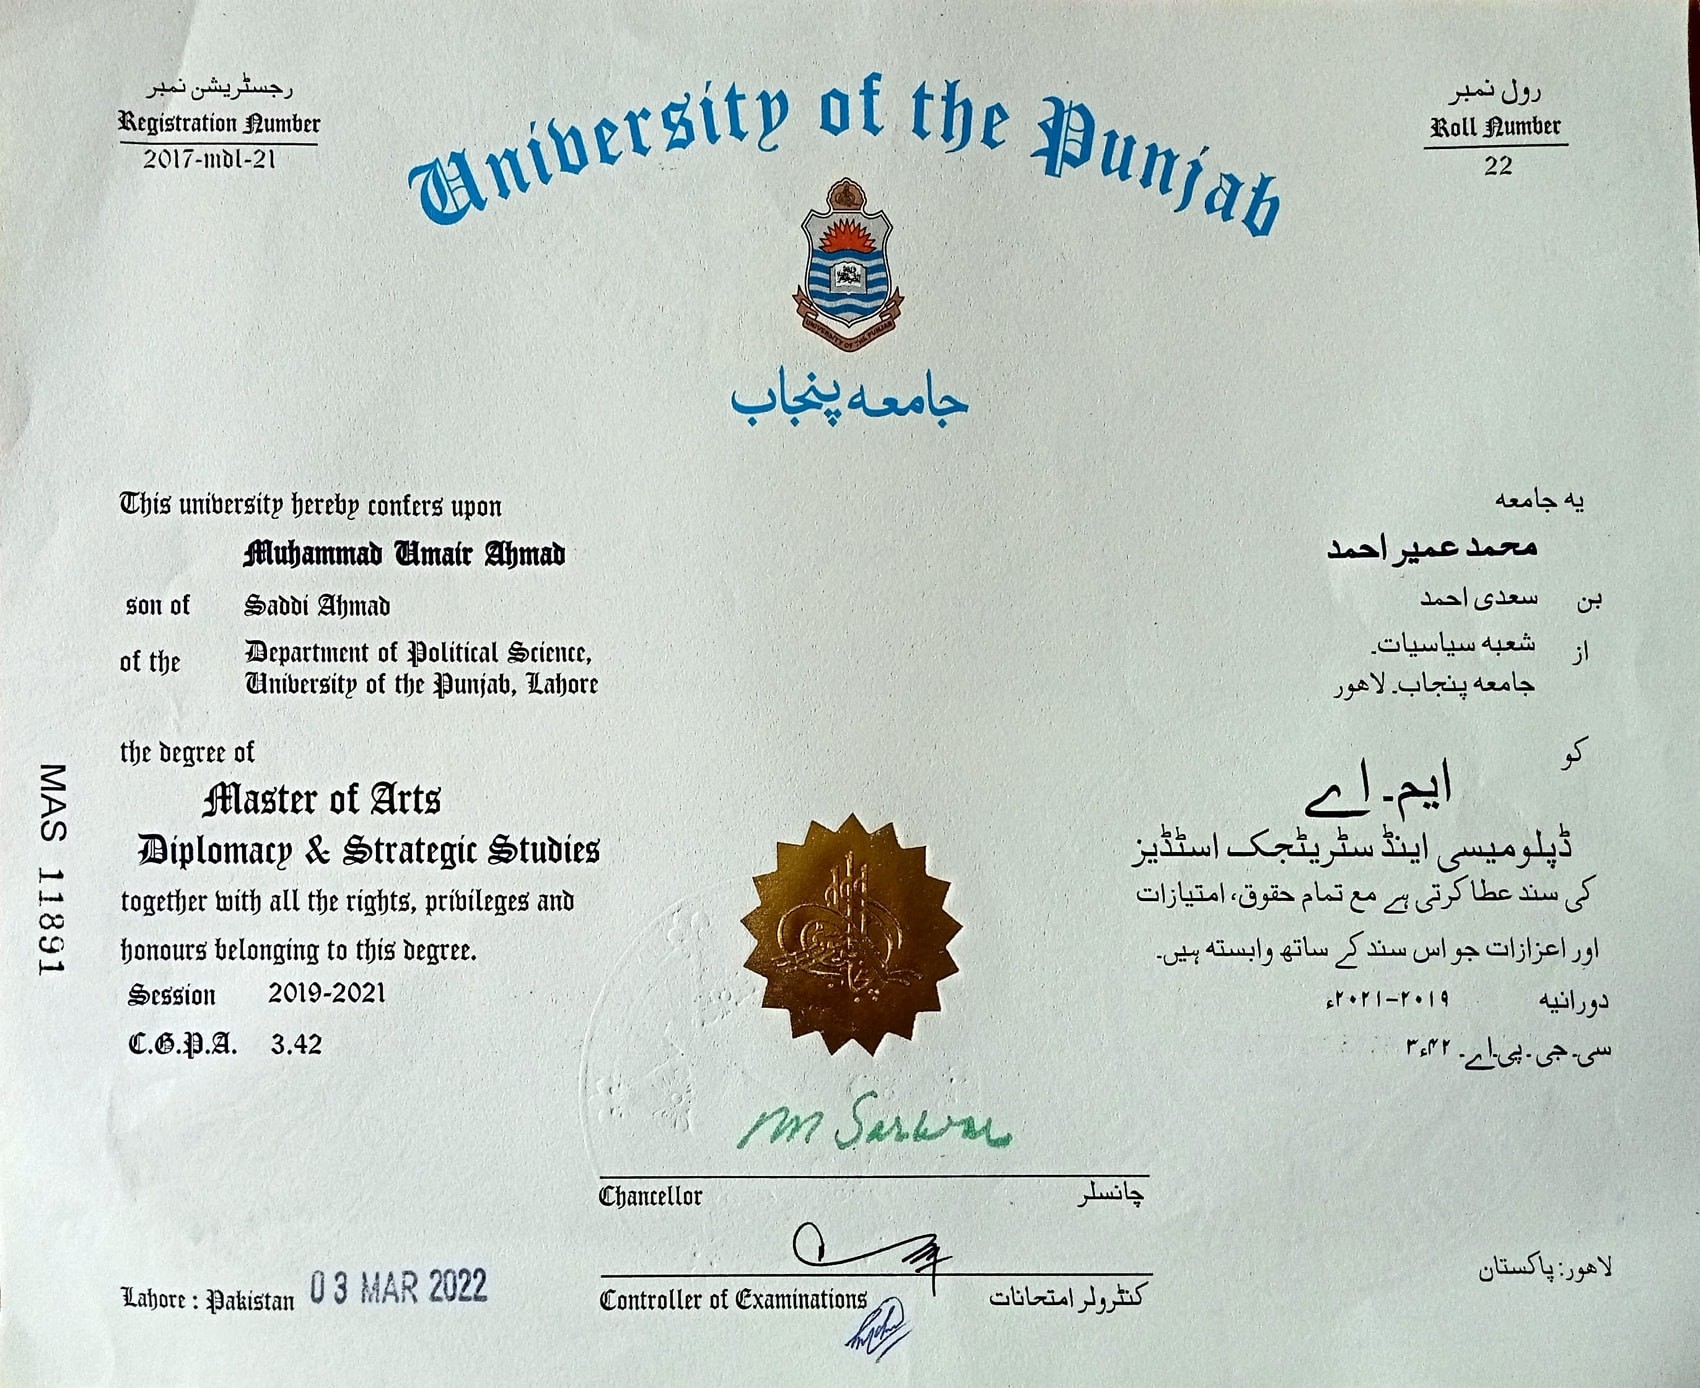 رجسٹریشن نمبر
Registration Number
2017-mdl-21
رول نمبر
Roll Number
22
University of the Punjab
UNIVERSITY OF THE PUNJAB
جامعہ پنجاب
This university hereby confers upon
Muhammad Umair Ahmad
son of Saddi Ahmad
of the Department of Political Science,
University of the Punjab, Lahore
the degree of
Master of Arts
Diplomacy & Strategic Studies
together with all the rights, privileges and
honours belonging to this degree.
Session 2019-2021
C.G.P.A. 3.42
یہ جامعہ
محمد عمیر احمد
بن سعدی احمد
از شعبہ سیاسیات۔
جامعہ پنجاب۔ لاھور
کو
ایم۔ اے
ڈپلومیسی اینڈ سٹریٹجک اسٹڈیز
کی سند عطا کرتی ہے مع تمام حقوق، امتیازات
اور اعزازات جو اس سند کے ساتھ وابستہ ہیں۔
دورانیہ ۲۰۱۹–۲۰۲۱ء
سی۔ جی۔ پی۔اے۔ ۳ء۴۲
MAS 11891
M Sarwar
Chancellor چانسلر
Controller of Examinations کنٹرولر امتحانات
Lahore : Pakistan 03 MAR 2022
لاھور: پاکستان